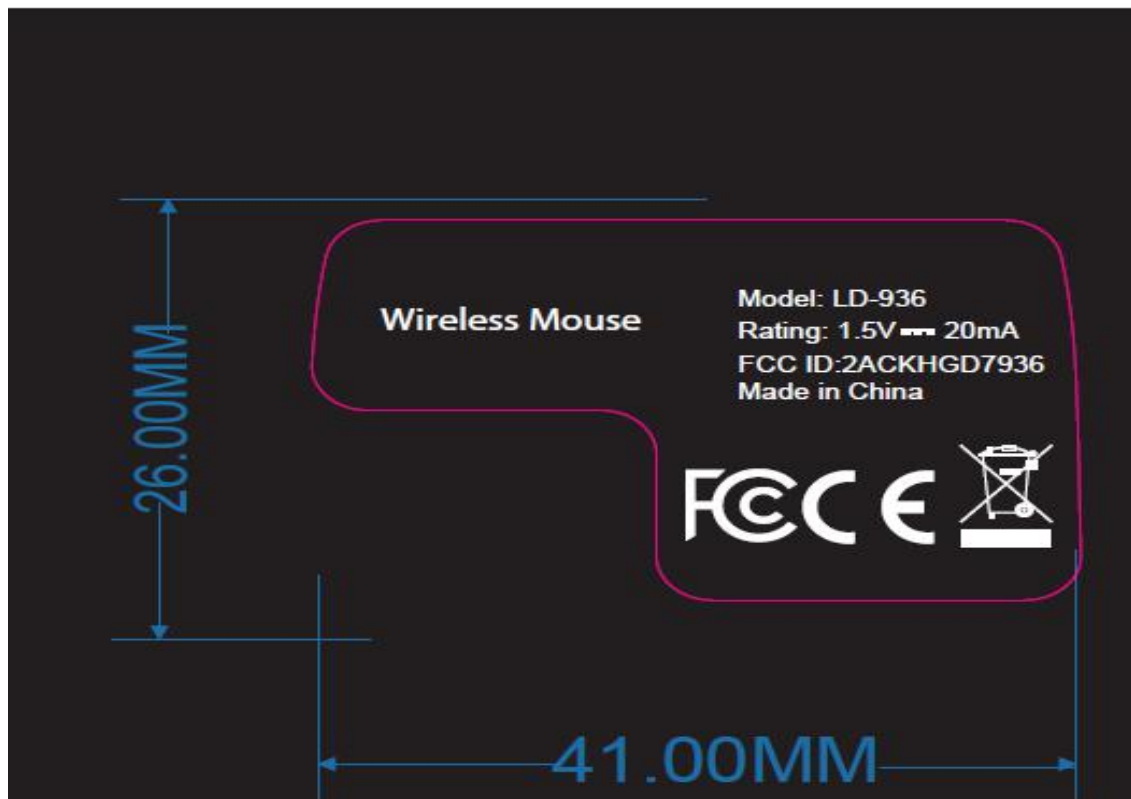 Wireless Mouse
Model: LD-936
Rating: 1.5V⎓ 20mA
FCC ID:2ACKHGD7936
Made in China
FC CE
26.00MM
41.00MM